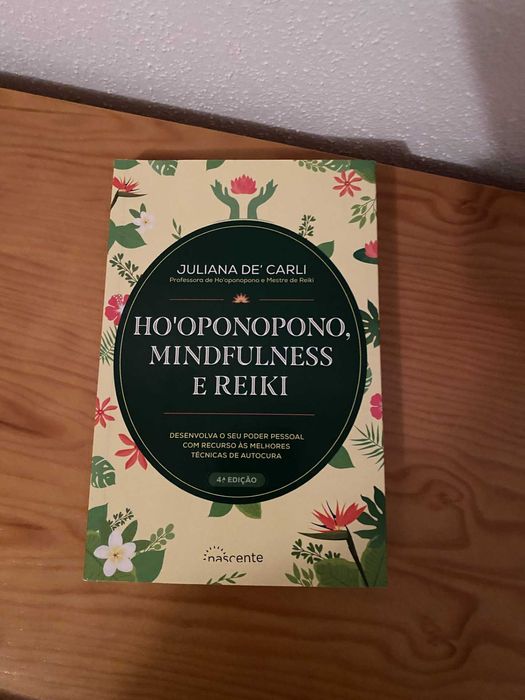 JULIANA DE' CARLI
Professora de Ho'oponopono e Mestre de Reiki
HO'OPONOPONO,
MINDFULNESS
E REIKI
DESENVOLVA O SEU PODER PESSOAL
COM RECURSO ÀS MELHORES
TÉCNICAS DE AUTOCURA
4ª EDIÇÃO
nascente